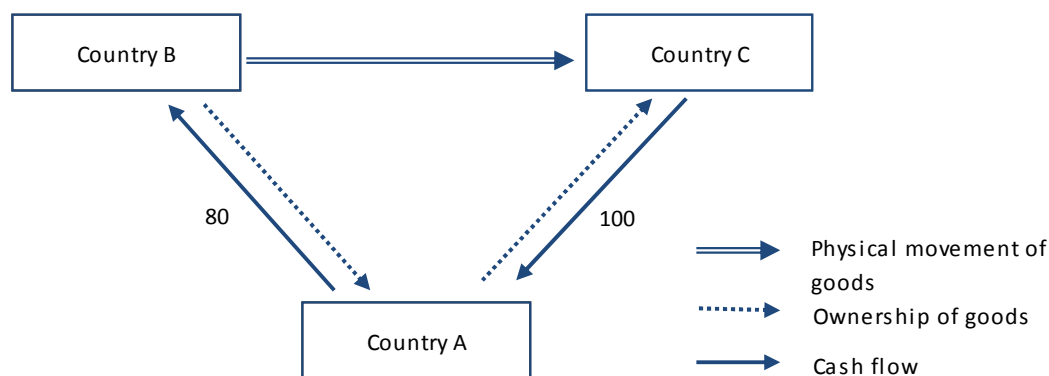 Country B
Country C
80
100
Physical movement of
goods
Ownership of goods
Country A
Cash flow